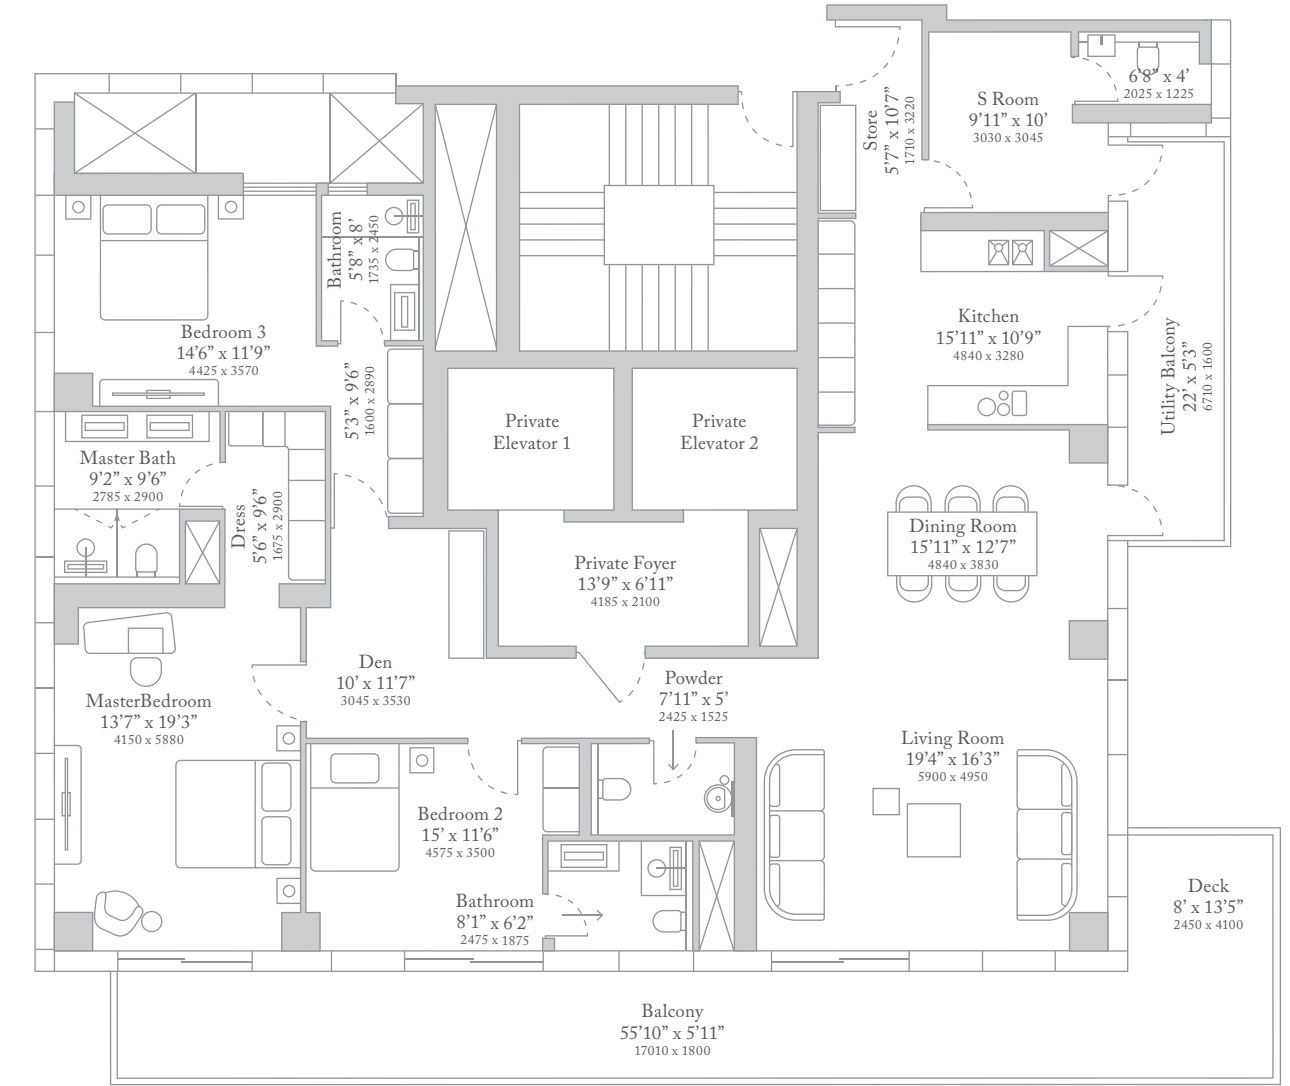 6’8” x 4’
2025 x 1225
S Room
9’11” x 10’
3030 x 3045
Store
5’7” x 10’7”
1710 x 3220
Bathroom
5’8” x 8’
1735 x 2450
Bedroom 3
14’6” x 11’9”
4425 x 3570
Kitchen
15’11” x 10’9”
4840 x 3280
Utility Balcony
22’ x 5’3”
6710 x 1600
5’3” x 9’6”
1600 x 2890
Private
Elevator 1
Private
Elevator 2
Master Bath
9’2” x 9’6”
2785 x 2900
Dress
5’6” x 9’6”
1675 x 2900
Dining Room
15’11” x 12’7”
4840 x 3830
Private Foyer
13’9” x 6’11”
4185 x 2100
Den
10’ x 11’7”
3045 x 3530
Powder
7’11” x 5’
2425 x 1525
MasterBedroom
13’7” x 19’3”
4150 x 5880
Living Room
19’4” x 16’3”
5900 x 4950
Bedroom 2
15’ x 11’6”
4575 x 3500
Bathroom
8’1” x 6’2”
2475 x 1875
Deck
8’ x 13’5”
2450 x 4100
Balcony
55’10” x 5’11”
17010 x 1800